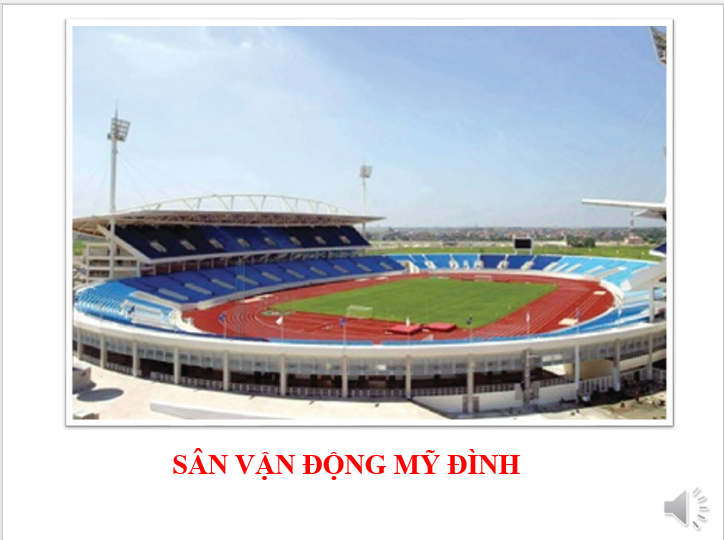 SÂN VẬN ĐỘNG MỸ ĐÌNH